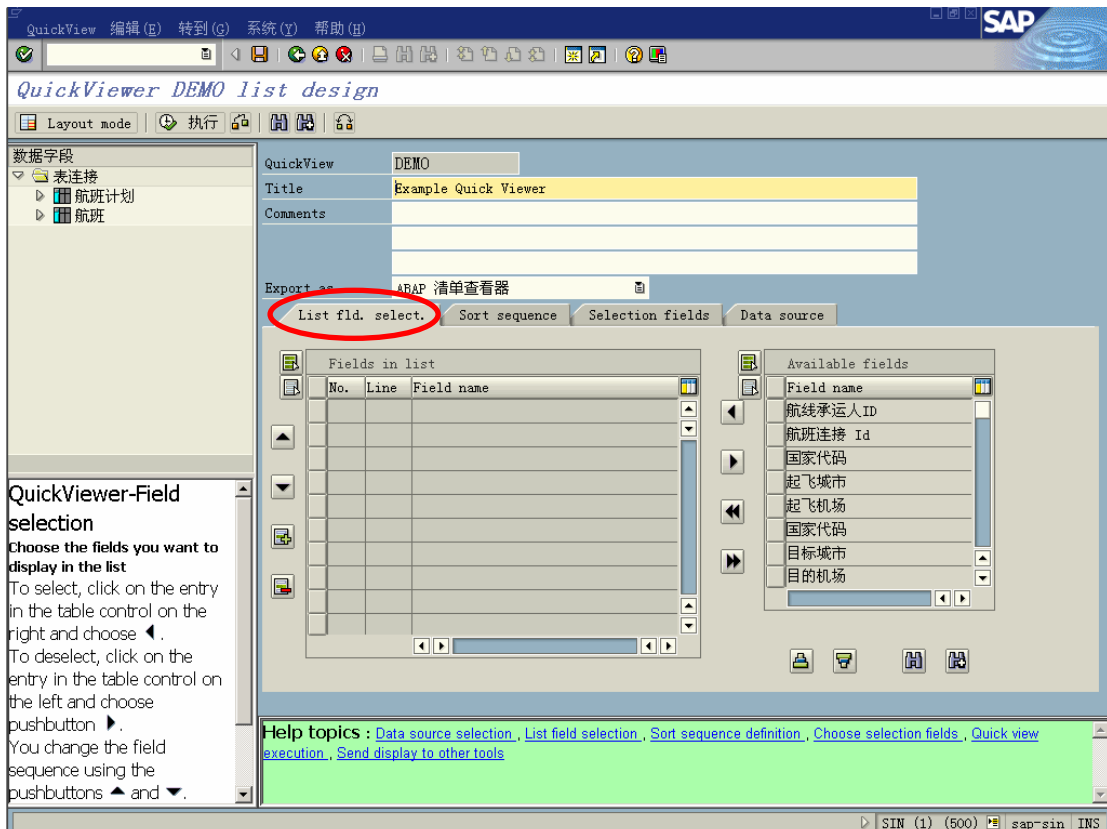 QuickView 编辑(E) 转到(G) 系统(Y) 帮助(H)
SAP
QuickViewer DEMO list design
Layout mode 执行
数据字段
表连接
航班计划
航班
QuickView DEMO
Title Example Quick Viewer
Comments
Export as ABAP 清单查看器
List fld. select. Sort sequence Selection fields Data source
Fields in list
No. Line Field name
Available fields
Field name
航线承运人ID
航班连接 Id
国家代码
起飞城市
起飞机场
国家代码
目标城市
目的机场
QuickViewer-Field
selection
Choose the fields you want to
display in the list
To select, click on the entry
in the table control on the
right and choose ◀ .
To deselect, click on the
entry in the table control on
the left and choose
pushbutton ▶ .
You change the field
sequence using the
pushbuttons ▲ and ▼ .
Help topics : Data source selection , List field selection , Sort sequence definition , Choose selection fields , Quick view
execution , Send display to other tools
SIN (1) (500) sap-sin INS